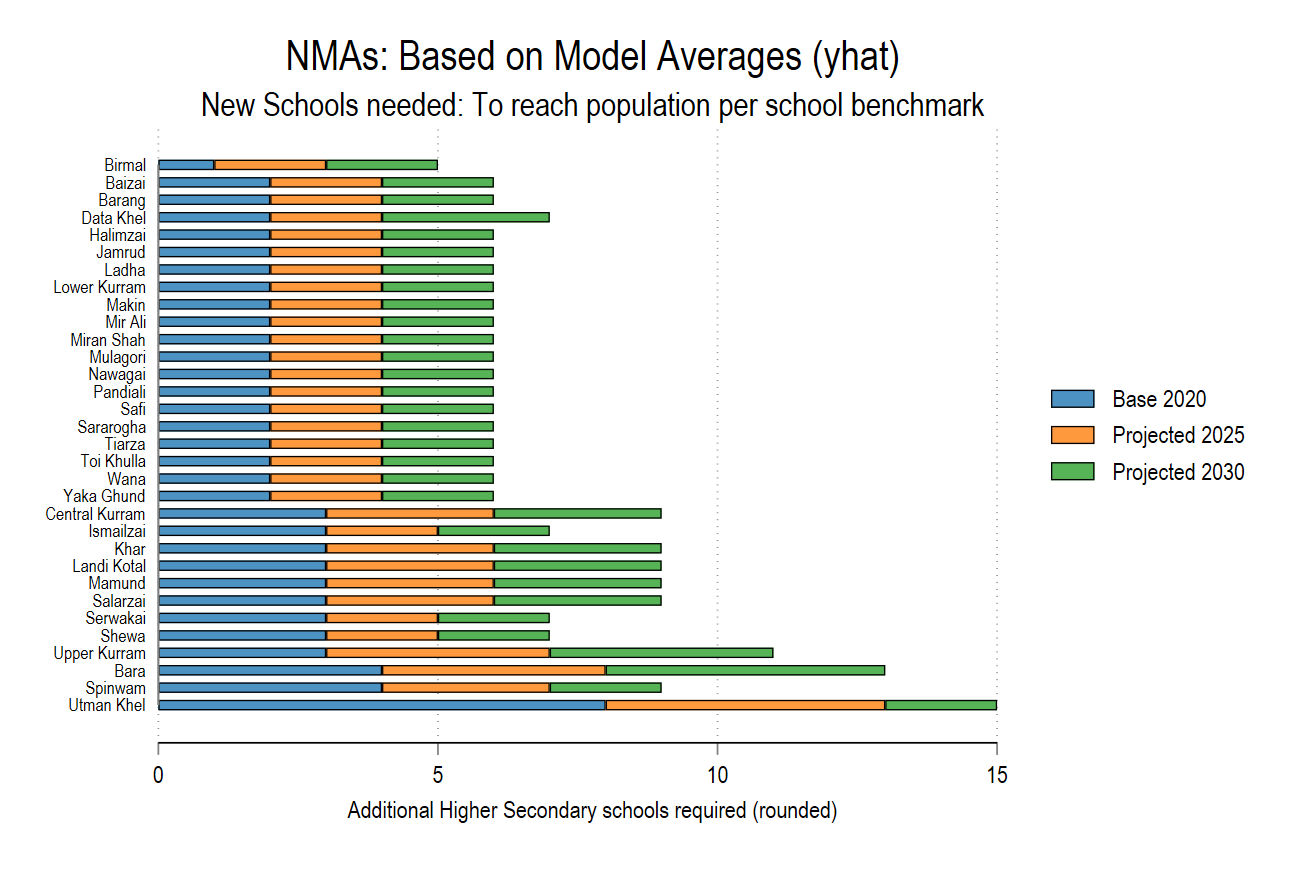 NMAs: Based on Model Averages (yhat)
New Schools needed: To reach population per school benchmark
Birmal
Baizai
Barang
Data Khel
Halimzai
Jamrud
Ladha
Lower Kurram
Makin
Mir Ali
Miran Shah
Mulagori
Nawagai
Pandiali
Safi
Sararogha
Tiarza
Toi Khulla
Wana
Yaka Ghund
Central Kurram
Ismailzai
Khar
Landi Kotal
Mamund
Salarzai
Serwakai
Shewa
Upper Kurram
Bara
Spinwam
Utman Khel
Base 2020
Projected 2025
Projected 2030
0 5 10 15
Additional Higher Secondary schools required (rounded)